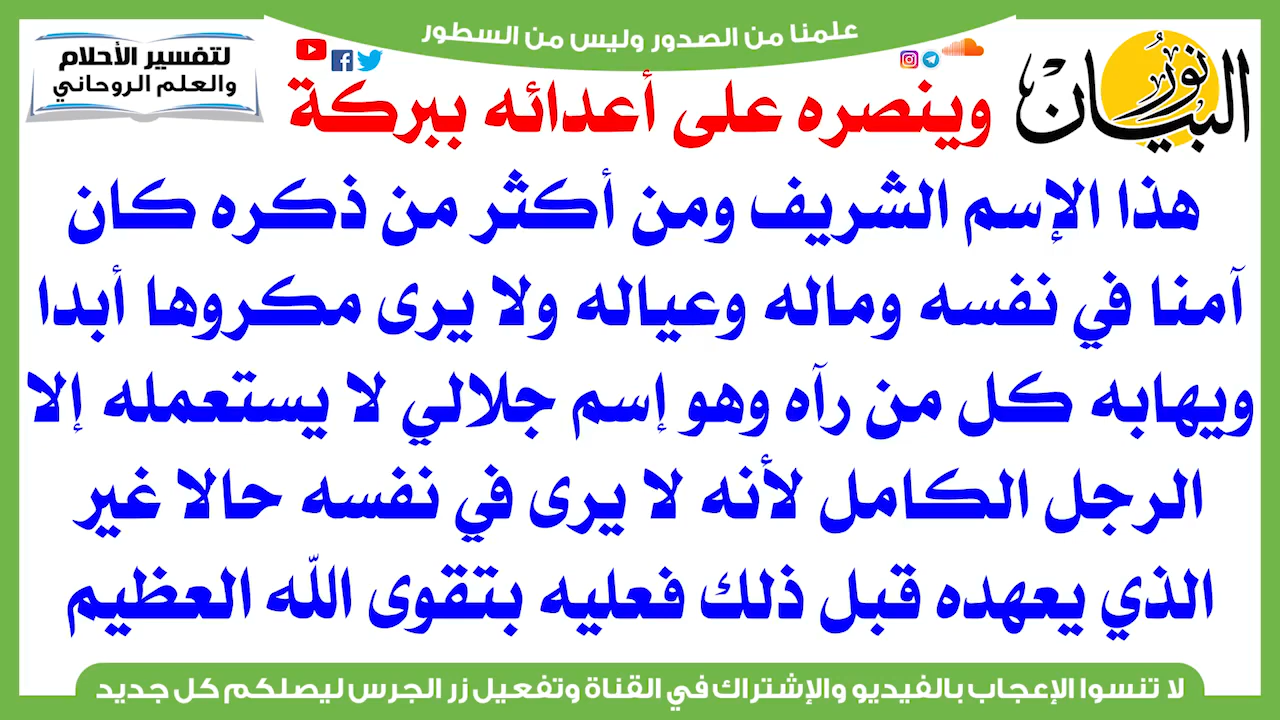 علمنا من الصدور وليس من السطور
نور البيان
لتفسير الأحلام
والعلم الروحاني
وينصره على أعدائه ببركة
هذا الإسم الشريف ومن أكثر من ذكره كان
آمنا في نفسه وماله وعياله ولا يرى مكروها أبدا
ويهابه كل من رآه وهو إسم جلالي لا يستعمله إلا
الرجل الكامل لأنه لا يرى في نفسه حالا غير
الذي يعهده قبل ذلك فعليه بتقوى الله العظيم
لا تنسوا الإعجاب بالفيديو والإشتراك في القناة وتفعيل زر الجرس ليصلكم كل جديد